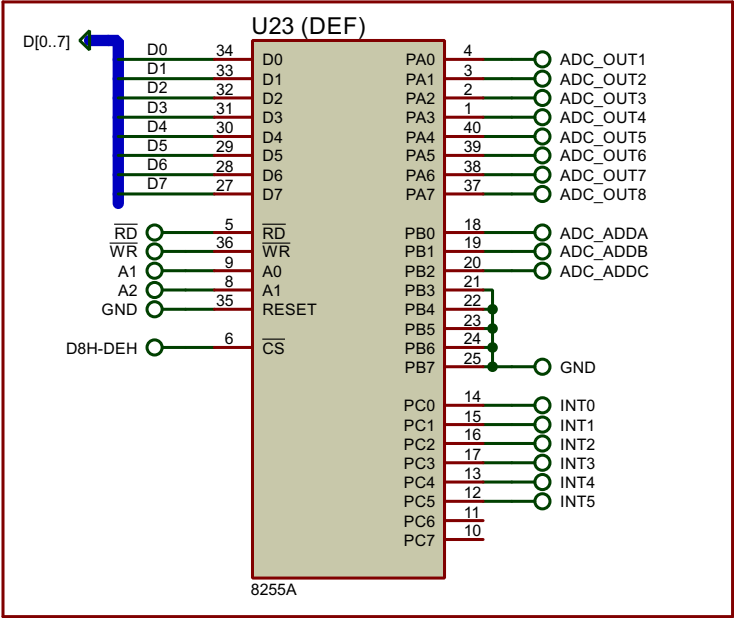 U23 (DEF)
D[0..7]
D0 34 D0 PA0 4 ADC_OUT1
D1 33 D1 PA1 3 ADC_OUT2
D2 32 D2 PA2 2 ADC_OUT3
D3 31 D3 PA3 1 ADC_OUT4
D4 30 D4 PA4 40 ADC_OUT5
D5 29 D5 PA5 39 ADC_OUT6
D6 28 D6 PA6 38 ADC_OUT7
D7 27 D7 PA7 37 ADC_OUT8
RD 5 RD PB0 18 ADC_ADDA
WR 36 WR PB1 19 ADC_ADDB
A1 9 A0 PB2 20 ADC_ADDC
A2 8 A1 PB3 21
GND 35 RESET PB4 22
PB5 23
D8H-DEH 6 CS PB6 24
PB7 25 GND
PC0 14 INT0
PC1 15 INT1
PC2 16 INT2
PC3 17 INT3
PC4 13 INT4
PC5 12 INT5
PC6 11
PC7 10
8255A